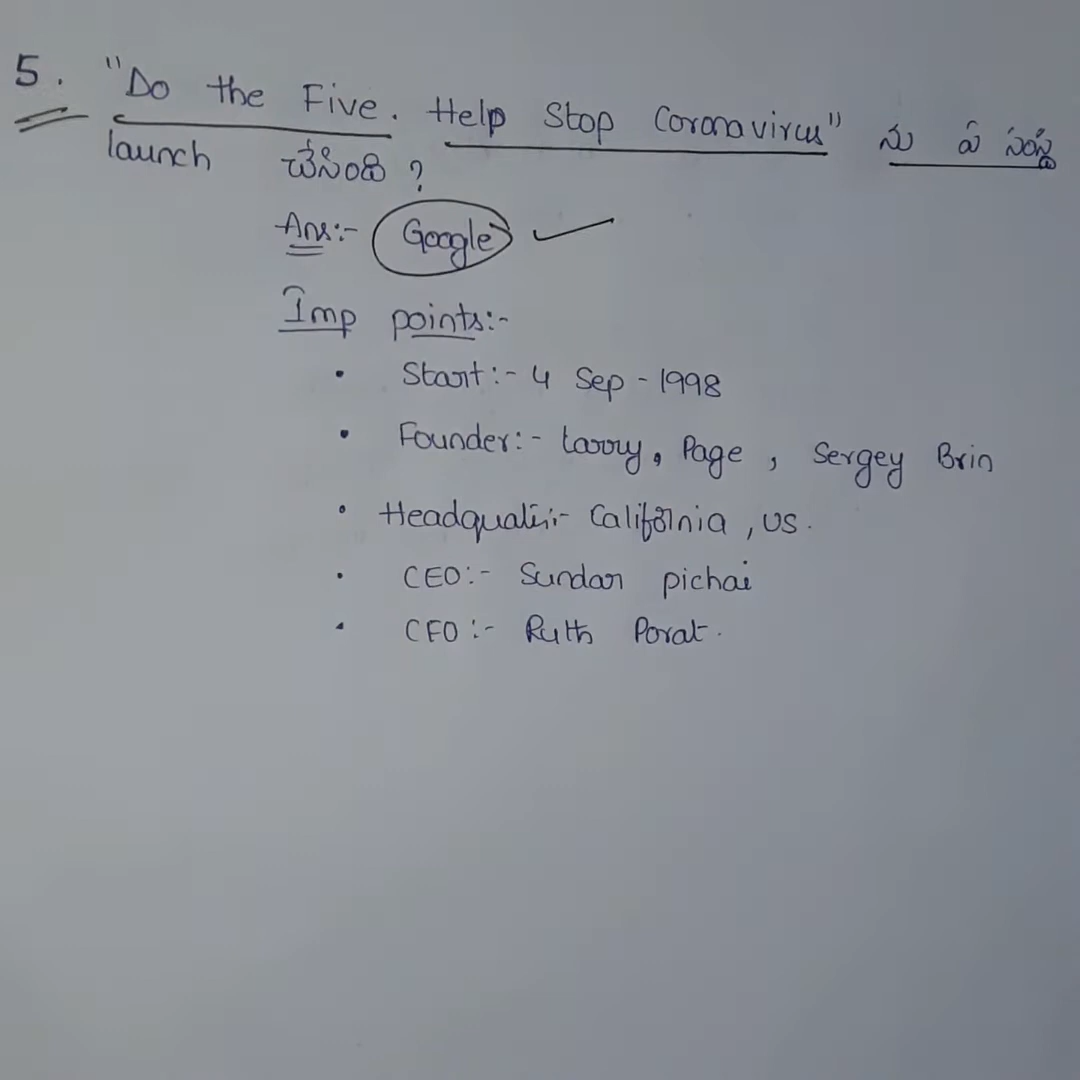 5. "Do the Five. Help Stop Coronavirus" ను ఏ సంస్థ
launch చేసింది ?
Ans:- Google
Imp points:-
• Start:- 4 Sep - 1998
• Founder:- Larry, Page , Sergey Brin
• Headquatir:- California , US.
• CEO:- Sundar pichai
• CFO:- Ruth Porat.